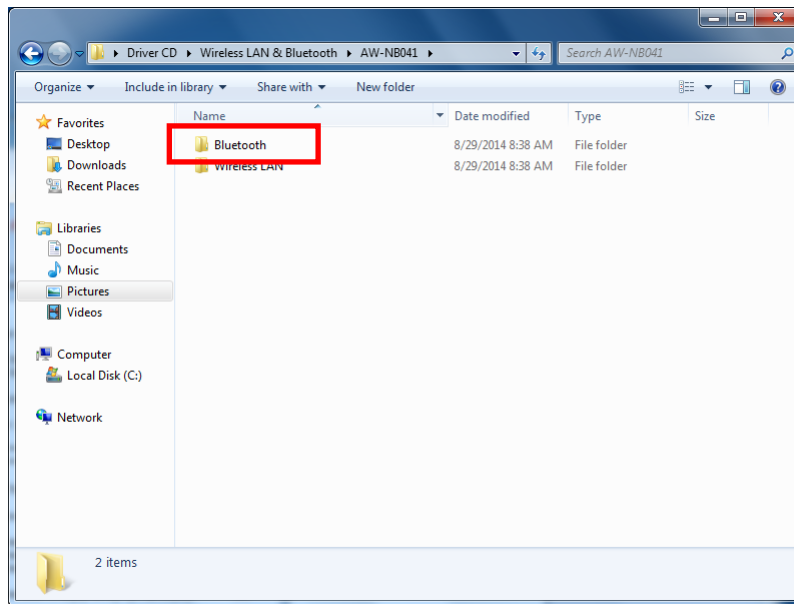 Driver CD Wireless LAN & Bluetooth AW-NB041 Search AW-NB041
Organize Include in library Share with New folder
Name Date modified Type Size
Favorites
Desktop
Downloads
Recent Places
Libraries
Documents
Music
Pictures
Videos
Computer
Local Disk (C:)
Network
Bluetooth 8/29/2014 8:38 AM File folder
Wireless LAN 8/29/2014 8:38 AM File folder
2 items